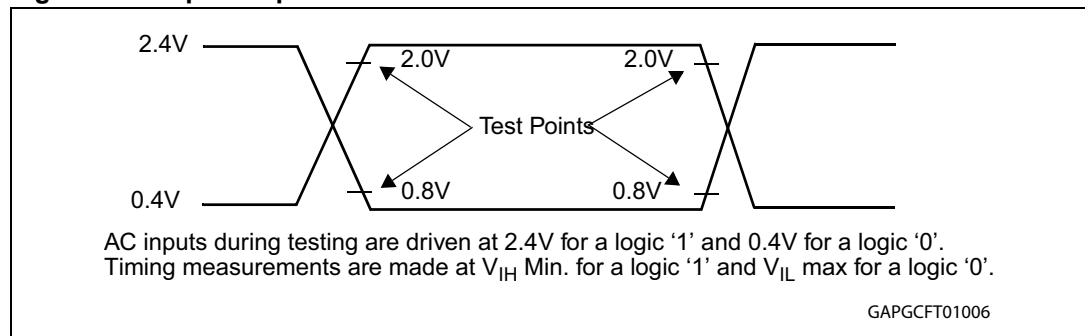 2.4V
2.0V
2.0V
Test Points
0.4V
0.8V
0.8V
AC inputs during testing are driven at 2.4V for a logic ‘1’ and 0.4V for a logic ‘0’.
Timing measurements are made at VIH Min. for a logic ‘1’ and VIL max for a logic ‘0’.
GAPGCFT01006